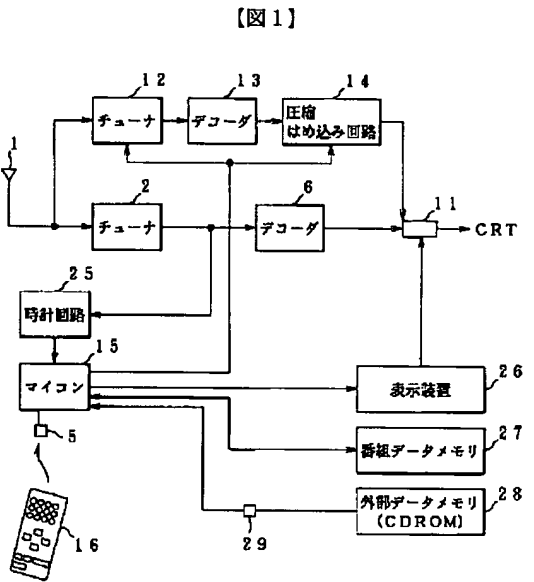 【図1】
12
13
14
チューナ
デコーダ
圧縮
はめ込み回路
1
2
6
11
チューナ
デコーダ
CRT
25
時計回路
15
マイコン
26
表示装置
5
27
番組データメモリ
28
外部データメモリ
(CDROM)
16
29